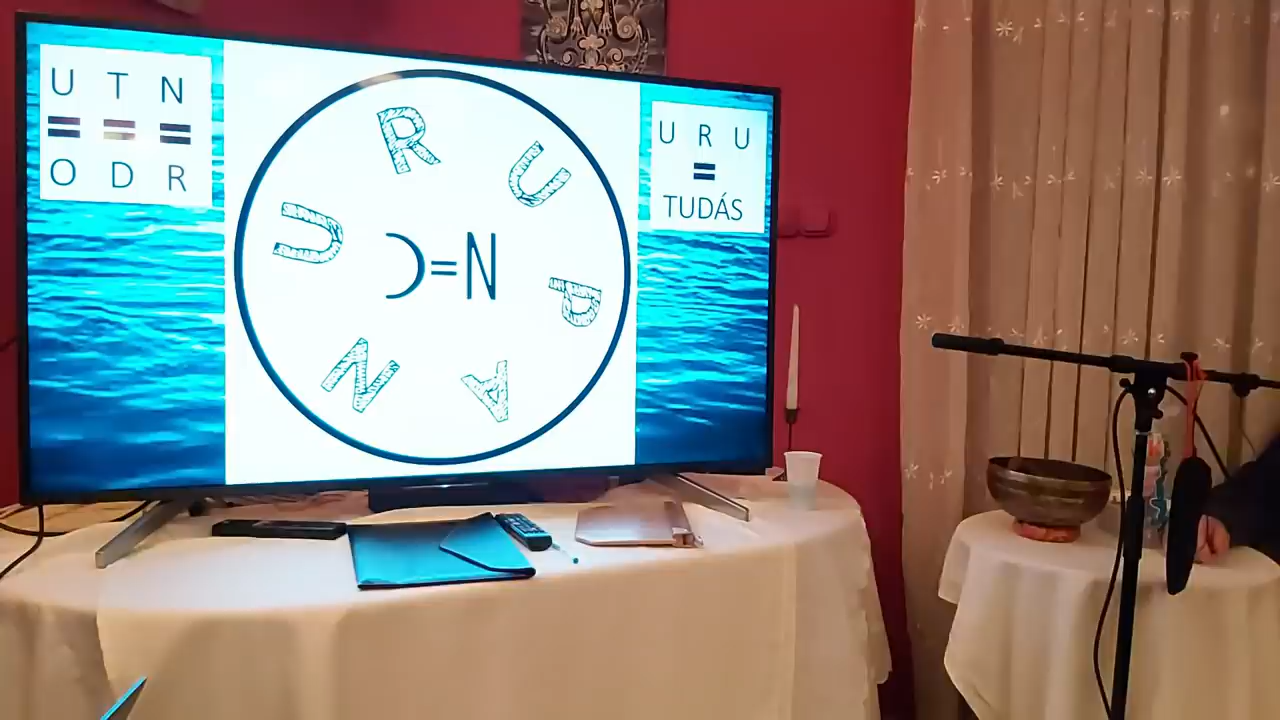 U T N
= = =
O D R
R
U
P
A
N
U
Ɔ=N
U R U
=
TUDÁS